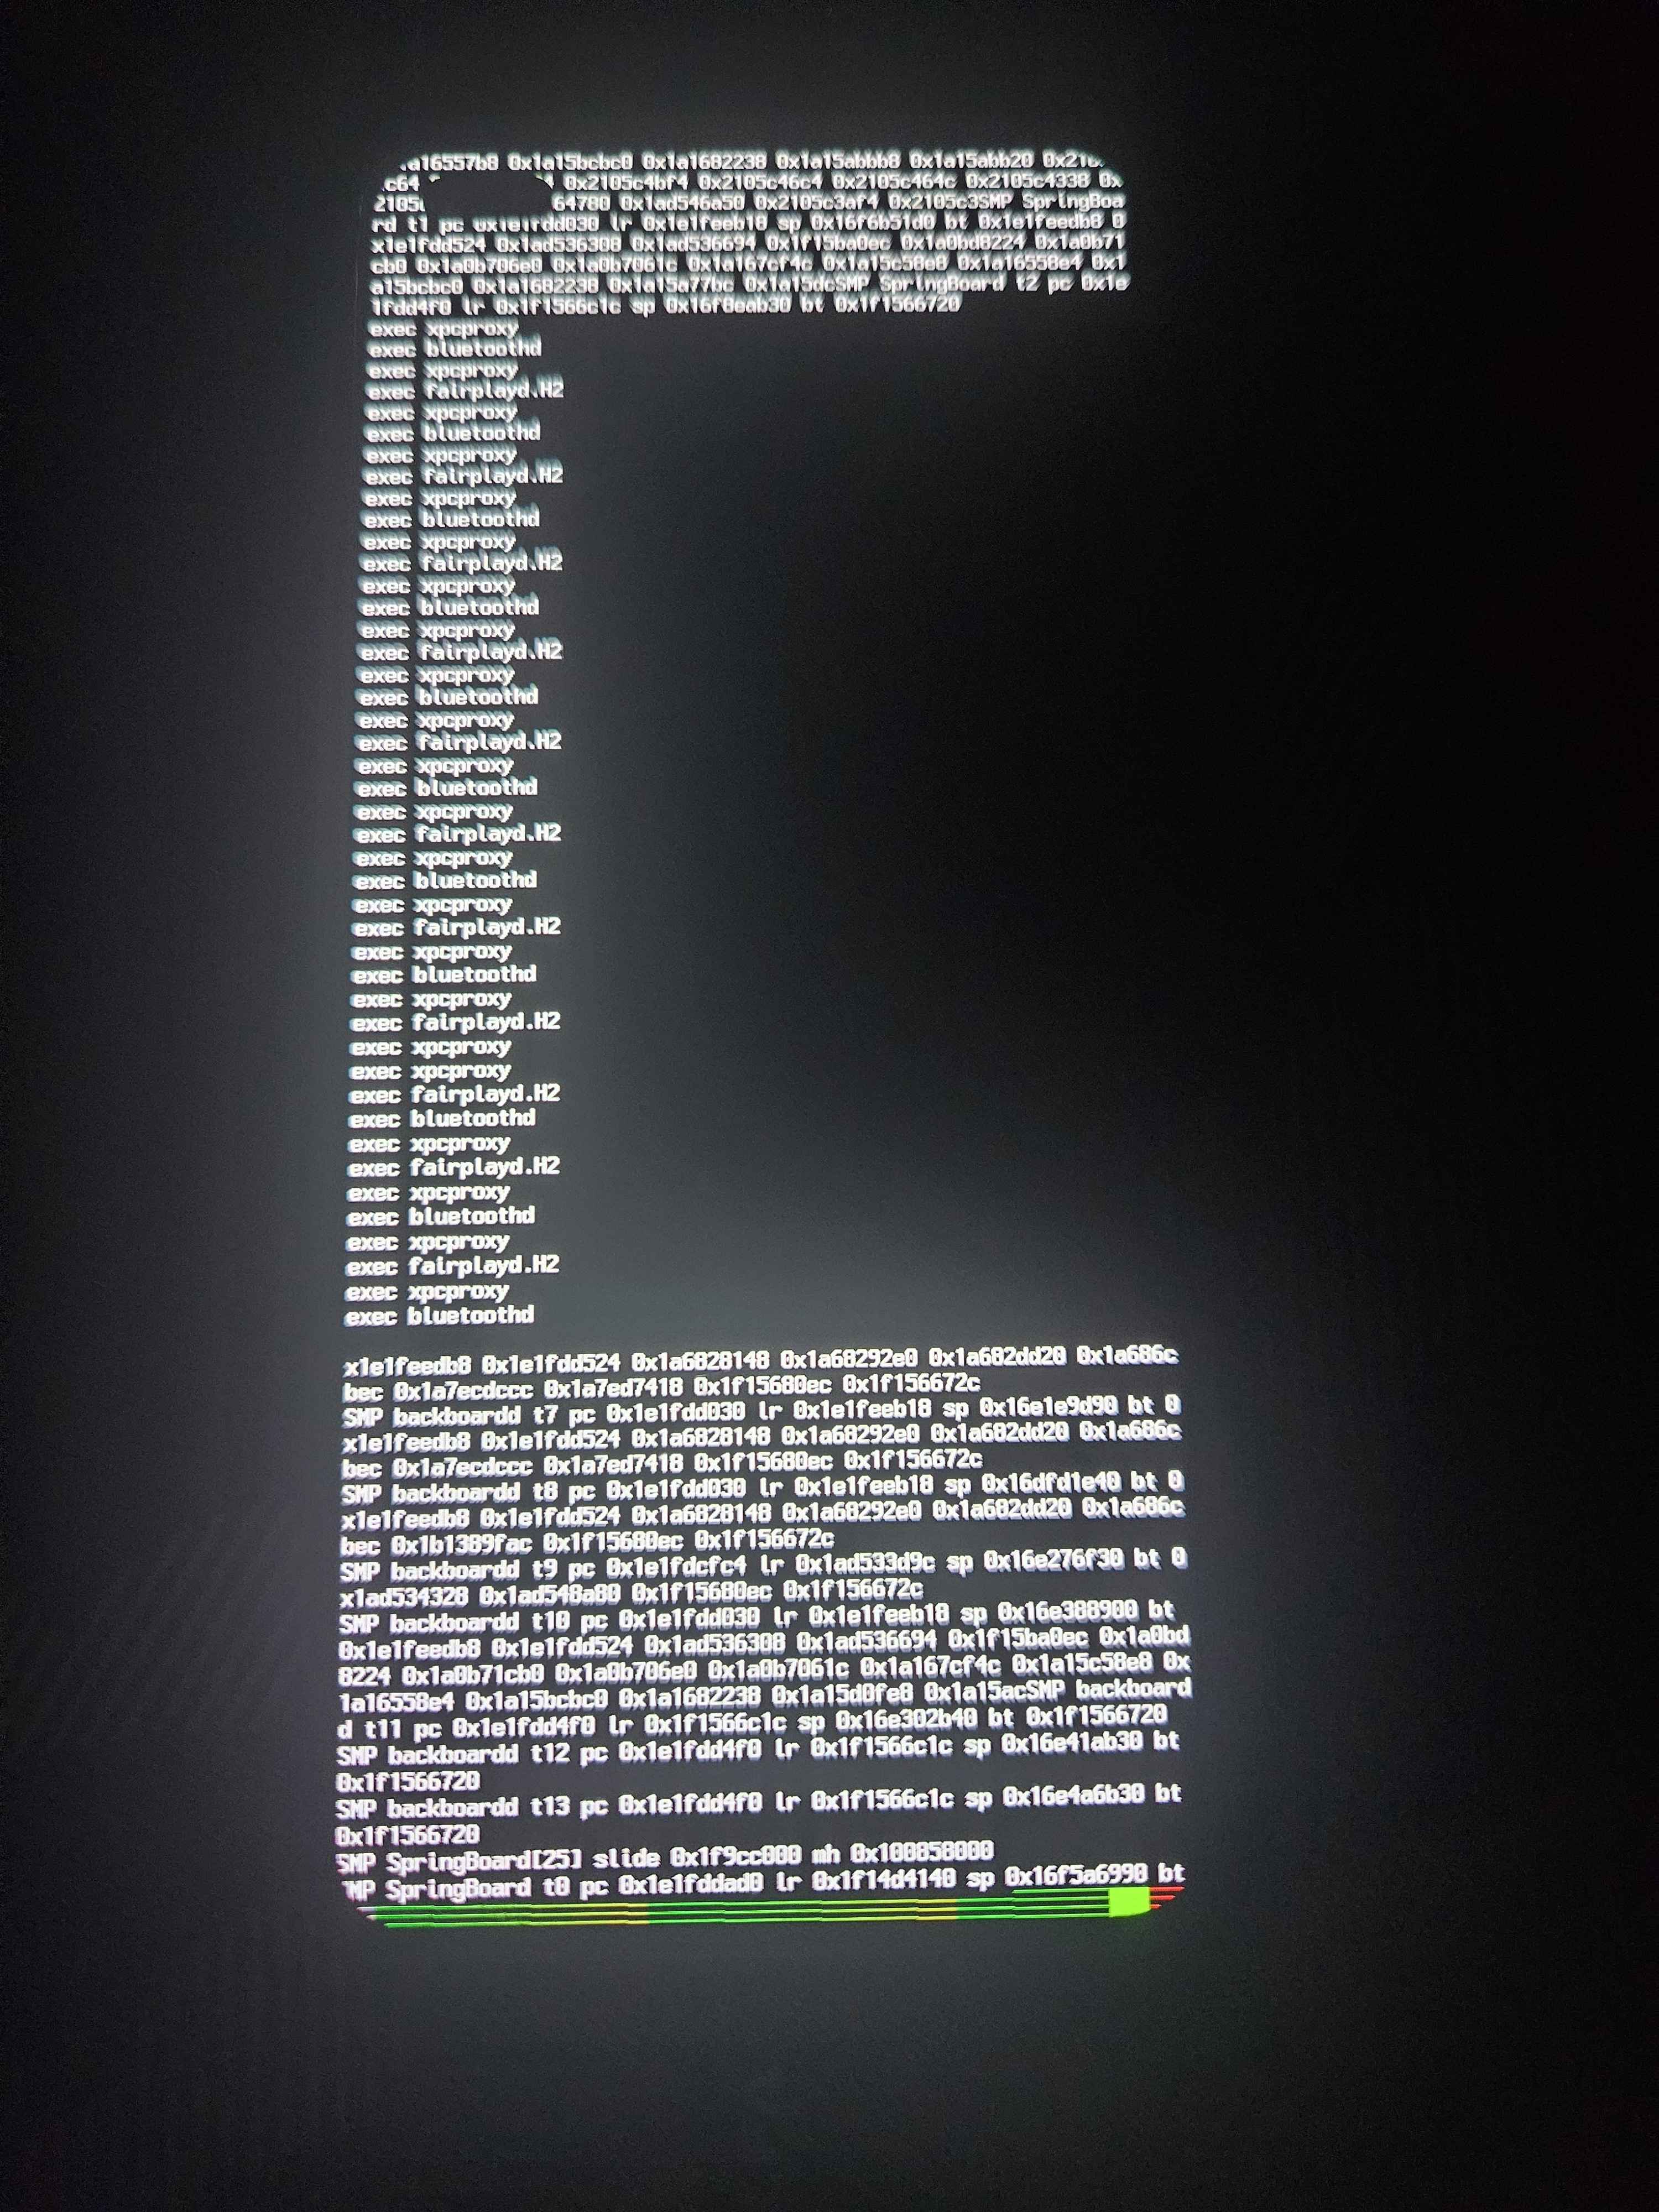 a16557b8 0x1a15bcbc0 0x1a1682238 0x1a15abbb8 0x1a15abb20
c64 0x2105c4bf4 0x2105c46c4 0x2105c464c 0x2105c4338 0x
2105 64780 0x1ad546a50 0x2105c3af4 0x2105c3SMP SpringBoa
rd t1 pc 0x1e1fdd030 lr 0x1e1feeb18 sp 0x16f6b51d0 bt 0x1e1feedb8 0
x1e1fdd524 0x1ad536308 0x1ad536694 0x1f15ba0ec 0x1a0bd8224 0x1a0b71
cb0 0x1a0b706e0 0x1a0b7061c 0x1a167cf4c 0x1a15c58e8 0x1a16558e4 0x1
a15bcbc0 0x1a1682238 0x1a15a77bc 0x1a15dcSMP SpringBoard t2 pc 0x1e
1fdd4f0 lr 0x1f1566c1c sp 0x16f8eab30 bt 0x1f1566720
exec xpcproxy
exec bluetoothd
exec xpcproxy
exec fairplayd.H2
exec xpcproxy
exec bluetoothd
exec xpcproxy
exec fairplayd.H2
exec xpcproxy
exec bluetoothd
exec xpcproxy
exec fairplayd.H2
exec xpcproxy
exec bluetoothd
exec xpcproxy
exec fairplayd.H2
exec xpcproxy
exec bluetoothd
exec xpcproxy
exec fairplayd.H2
exec xpcproxy
exec bluetoothd
exec xpcproxy
exec fairplayd.H2
exec xpcproxy
exec bluetoothd
exec xpcproxy
exec fairplayd.H2
exec xpcproxy
exec bluetoothd
exec xpcproxy
exec fairplayd.H2
exec xpcproxy
exec xpcproxy
exec fairplayd.H2
exec bluetoothd
exec xpcproxy
exec fairplayd.H2
exec xpcproxy
exec bluetoothd
exec xpcproxy
exec fairplayd.H2
exec xpcproxy
exec bluetoothd
x1e1feedb8 0x1e1fdd524 0x1a6828148 0x1a68292e0 0x1a682dd20 0x1a686c
bec 0x1a7ecdccc 0x1a7ed7418 0x1f15680ec 0x1f156672c
SMP backboardd t7 pc 0x1e1fdd030 lr 0x1e1feeb18 sp 0x16e1e9d90 bt 0
x1e1feedb8 0x1e1fdd524 0x1a6828148 0x1a68292e0 0x1a682dd20 0x1a686c
bec 0x1a7ecdccc 0x1a7ed7418 0x1f15680ec 0x1f156672c
SMP backboardd t8 pc 0x1e1fdd030 lr 0x1e1feeb18 sp 0x16dfd1e40 bt 0
x1e1feedb8 0x1e1fdd524 0x1a6828148 0x1a68292e0 0x1a682dd20 0x1a686c
bec 0x1b1389fac 0x1f15680ec 0x1f156672c
SMP backboardd t9 pc 0x1e1fdcfc4 lr 0x1ad533d9c sp 0x16e276f30 bt 0
x1ad534328 0x1ad548a80 0x1f15680ec 0x1f156672c
SMP backboardd t10 pc 0x1e1fdd030 lr 0x1e1feeb18 sp 0x16e388900 bt
0x1e1feedb8 0x1e1fdd524 0x1ad536308 0x1ad536694 0x1f15ba0ec 0x1a0bd
8224 0x1a0b71cb0 0x1a0b706e0 0x1a0b7061c 0x1a167cf4c 0x1a15c58e8 0x
1a16558e4 0x1a15bcbc0 0x1a1682238 0x1a15d0fe8 0x1a15acSMP backboard
d t11 pc 0x1e1fdd4f0 lr 0x1f1566c1c sp 0x16e302b40 bt 0x1f1566720
SMP backboardd t12 pc 0x1e1fdd4f0 lr 0x1f1566c1c sp 0x16e41ab30 bt
0x1f1566720
SMP backboardd t13 pc 0x1e1fdd4f0 lr 0x1f1566c1c sp 0x16e4a6b30 bt
0x1f1566720
SMP SpringBoard[25] slide 0x1f9cc000 mh 0x100858000
MP SpringBoard t0 pc 0x1e1fddad0 lr 0x1f14d4140 sp 0x16f5a6990 bt